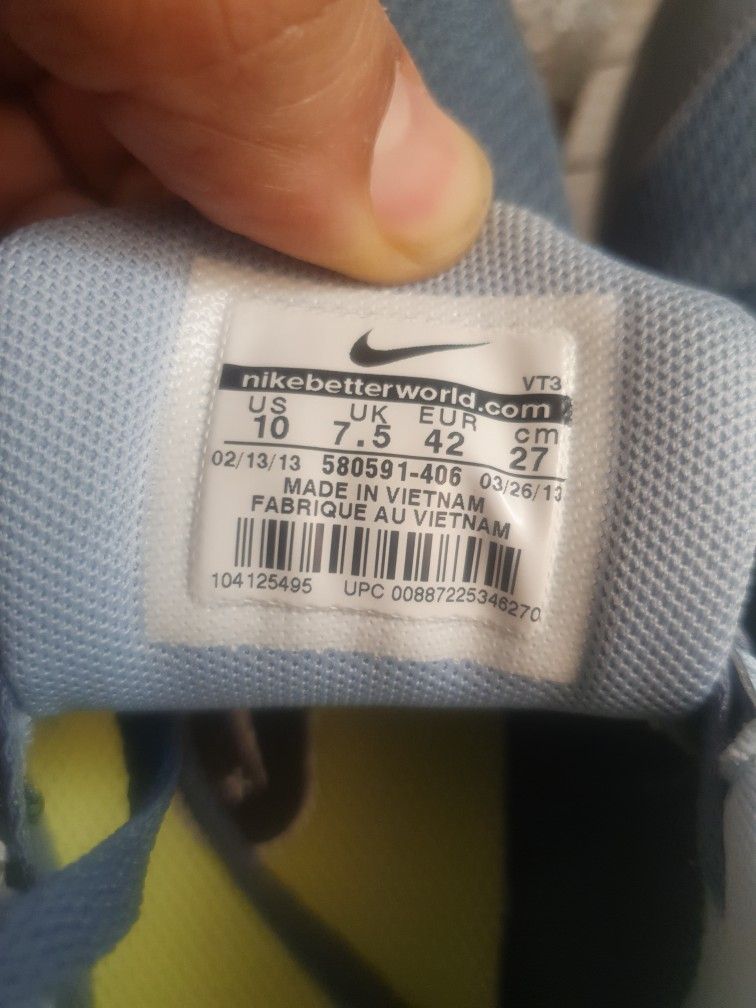 VT3
nikebetterworld.com
US UK EUR cm
10 7.5 42 27
02/13/13 580591-406 03/26/13
MADE IN VIETNAM
FABRIQUE AU VIETNAM
104125495 UPC 00887225346270